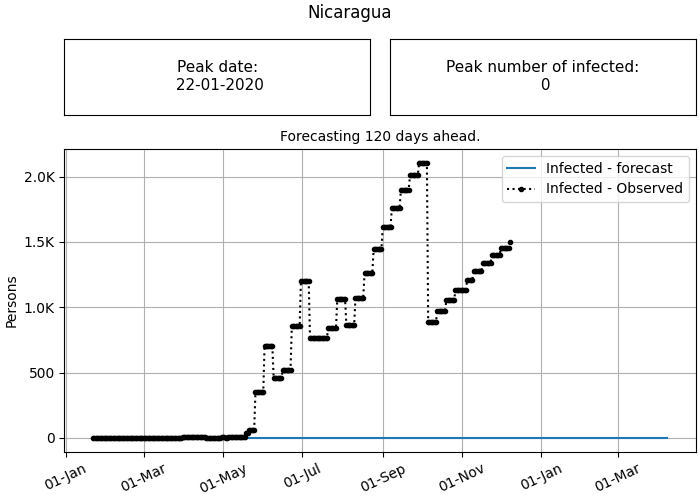 Nicaragua
Peak date:
22-01-2020
Peak number of infected:
0
Forecasting 120 days ahead.
Infected - forecast
Infected - Observed
2.0K
1.5K
1.0K
500
0
Persons
01-Jan
01-Mar
01-May
01-Jul
01-Sep
01-Nov
01-Jan
01-Mar